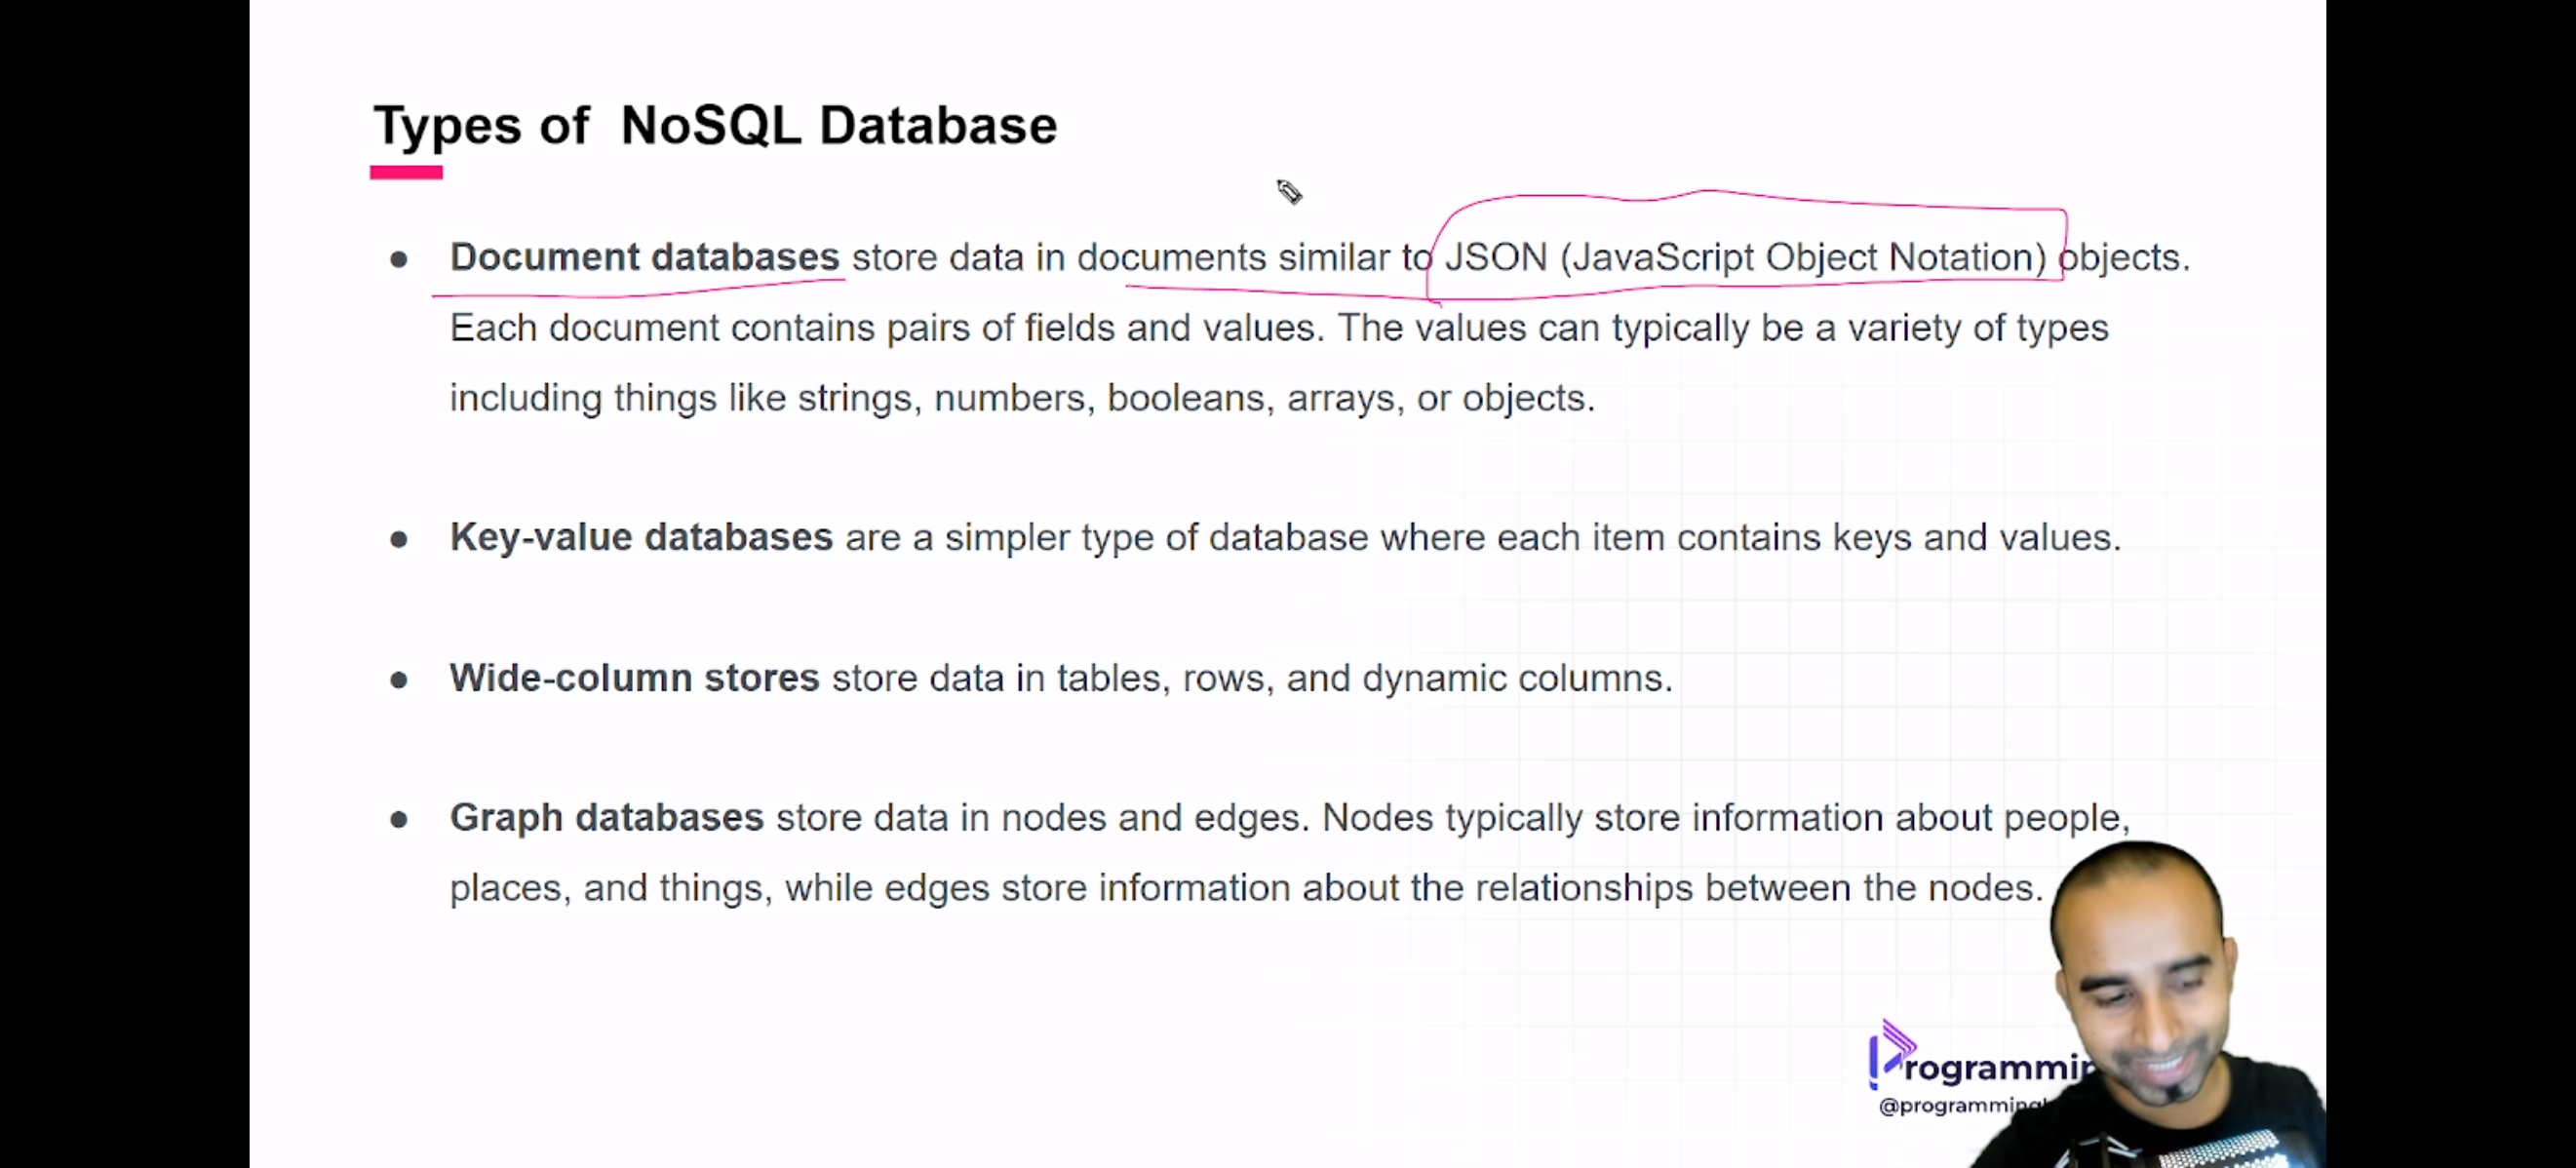 Types of NoSQL Database
● Document databases store data in documents similar to JSON (JavaScript Object Notation) objects.
Each document contains pairs of fields and values. The values can typically be a variety of types
including things like strings, numbers, booleans, arrays, or objects.
● Key-value databases are a simpler type of database where each item contains keys and values.
● Wide-column stores store data in tables, rows, and dynamic columns.
● Graph databases store data in nodes and edges. Nodes typically store information about people,
places, and things, while edges store information about the relationships between the nodes.